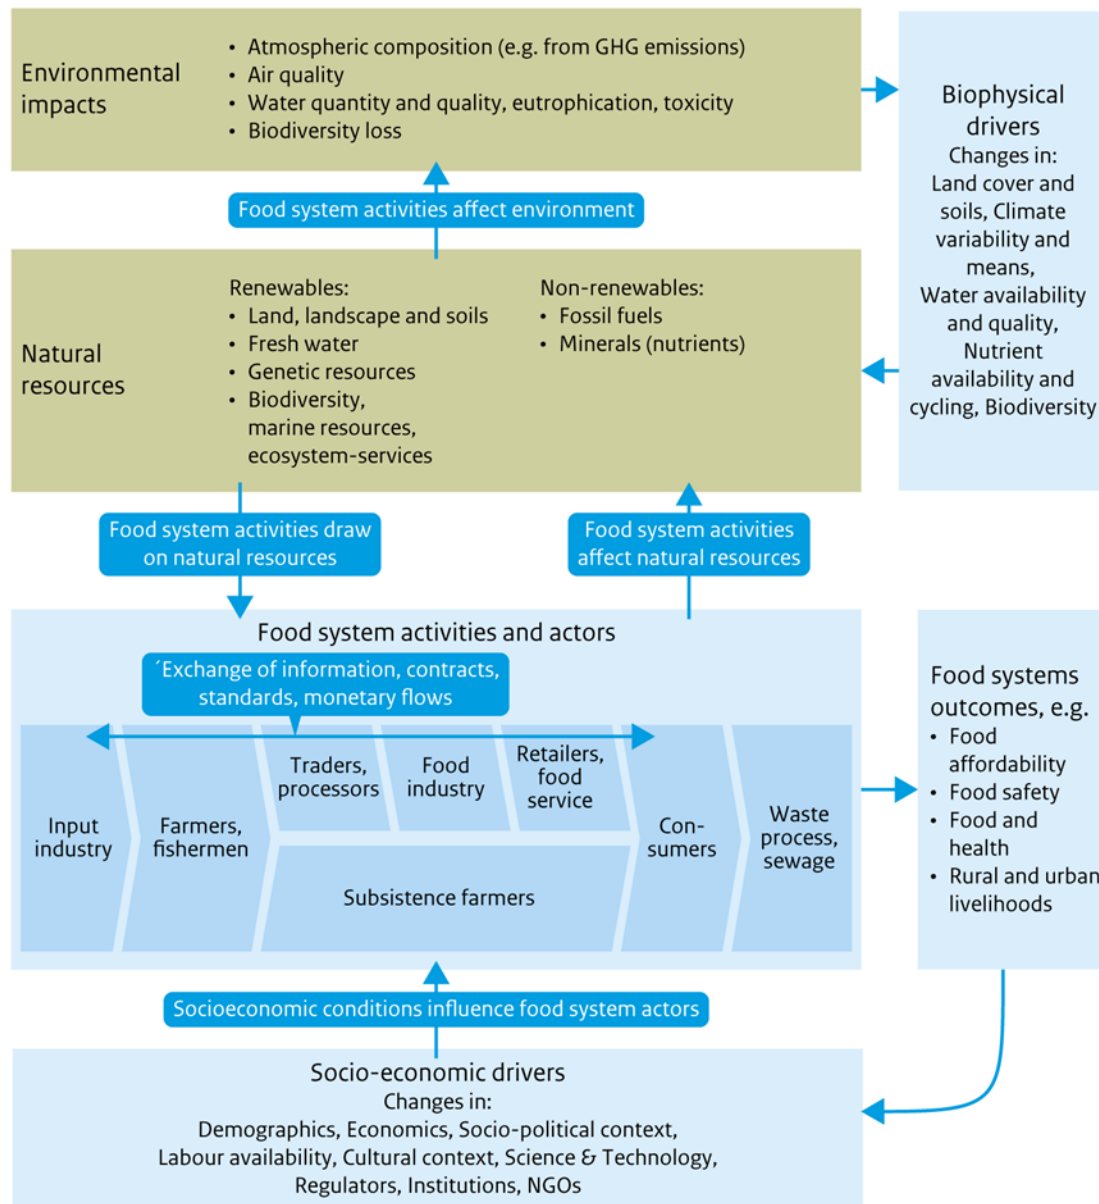 Environmental
impacts
• Atmospheric composition (e.g. from GHG emissions)
• Air quality
• Water quantity and quality, eutrophication, toxicity
• Biodiversity loss
Biophysical
drivers
Changes in:
Land cover and
soils, Climate
variability and
means,
Water availability
and quality,
Nutrient
availability and
cycling, Biodiversity
Food system activities affect environment
Natural
resources
Renewables:
• Land, landscape and soils
• Fresh water
• Genetic resources
• Biodiversity,
marine resources,
ecosystem-services
Non-renewables:
• Fossil fuels
• Minerals (nutrients)
Food system activities draw
on natural resources
Food system activities
affect natural resources
Food system activities and actors
´Exchange of information, contracts,
standards, monetary flows
Input
industry
Farmers,
fishermen
Traders,
processors
Food
industry
Retailers,
food
service
Subsistence farmers
Con-
sumers
Waste
process,
sewage
Food systems
outcomes, e.g.
• Food
affordability
• Food safety
• Food and
health
• Rural and urban
livelihoods
Socioeconomic conditions influence food system actors
Socio-economic drivers
Changes in:
Demographics, Economics, Socio-political context,
Labour availability, Cultural context, Science & Technology,
Regulators, Institutions, NGOs